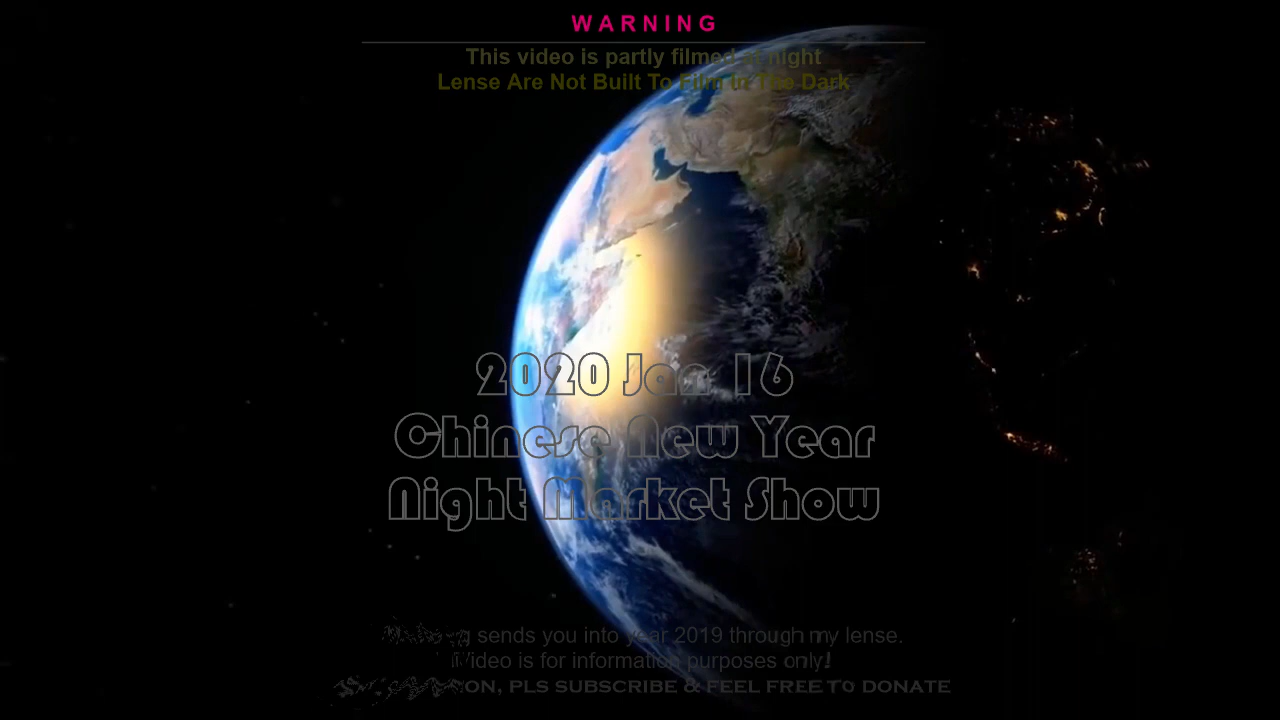 WARNING
This video is partly filmed at night
Lense Are Not Built To Film In The Dark
2020 Jan 16
Chinese New Year
Night Market Show
sends you into year 2019 through my lense.
Video is for information purposes only!
PLS SUBSCRIBE & FEEL FREE TO DONATE